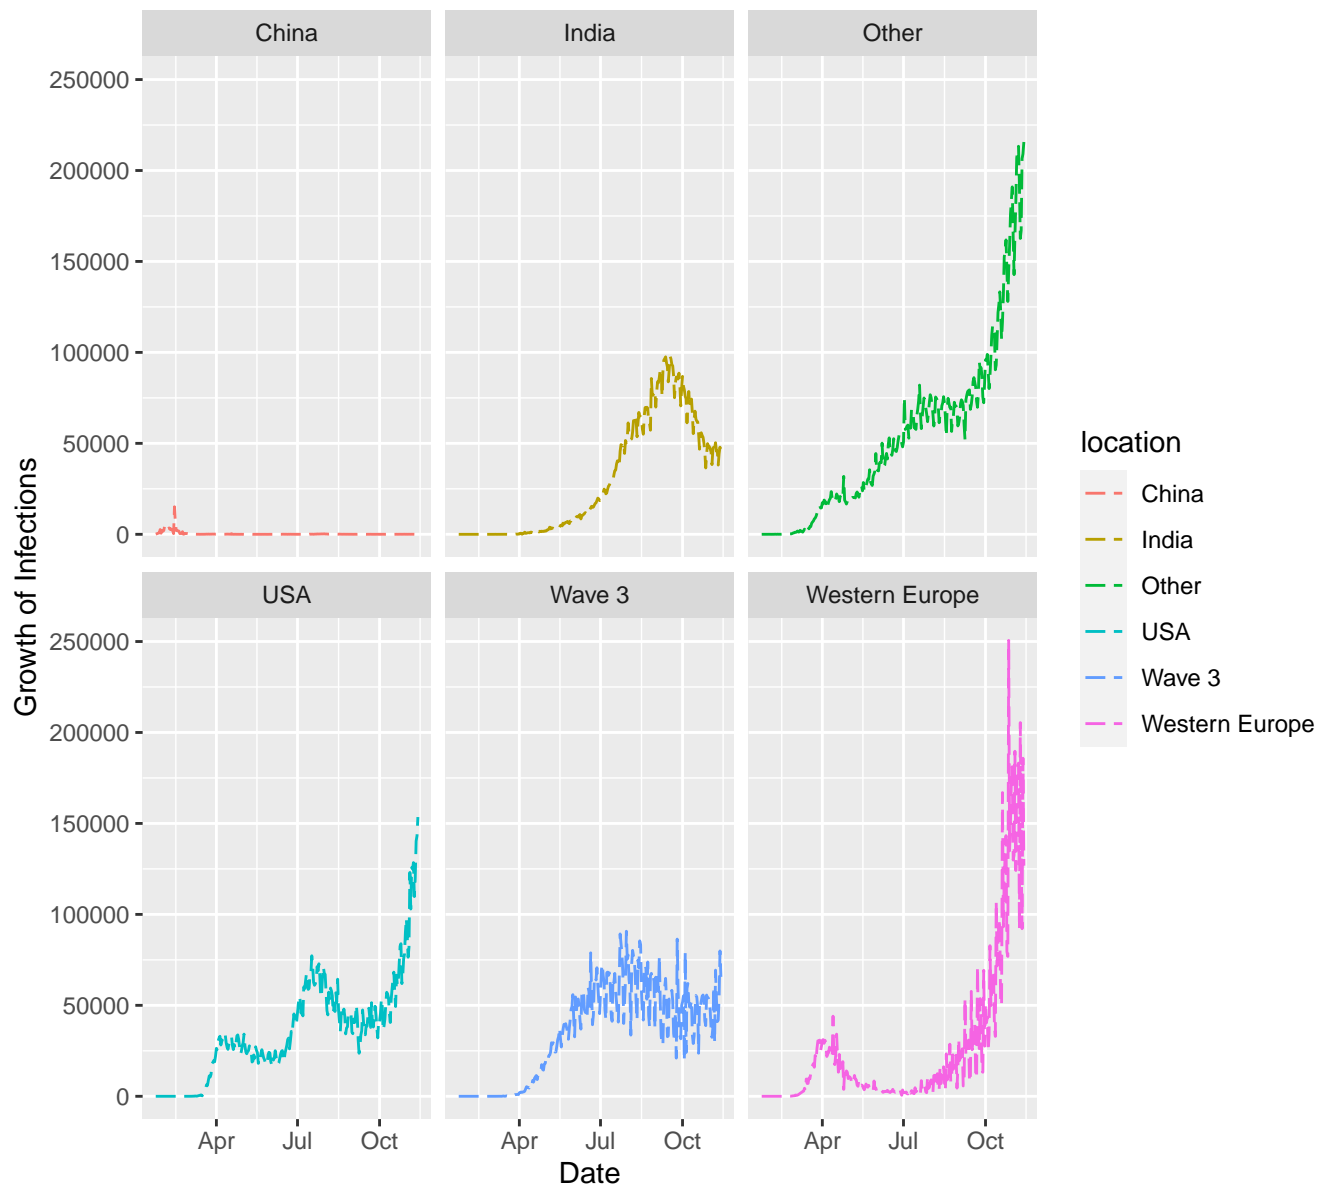 China
India
Other
250000
200000
150000
100000
50000
0
USA
Wave 3
Western Europe
250000
200000
150000
100000
50000
0
Apr
Jul
Oct
Apr
Jul
Oct
Apr
Jul
Oct
Date
Growth of Infections
location
China
India
Other
USA
Wave 3
Western Europe